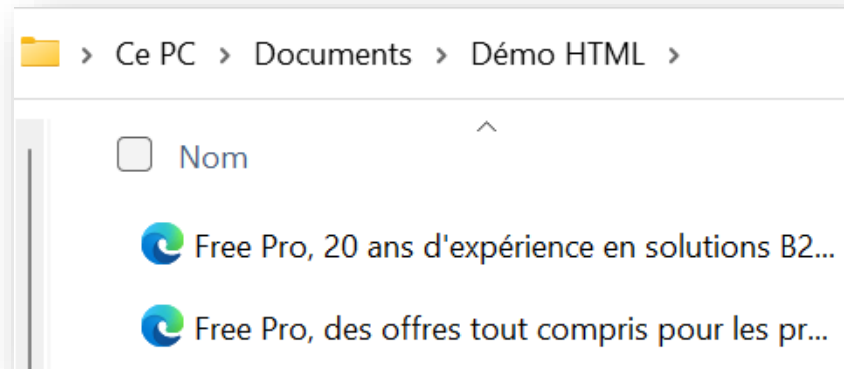 Ce PC > Documents > Démo HTML >
Nom
Free Pro, 20 ans d'expérience en solutions B2...
Free Pro, des offres tout compris pour les pr...